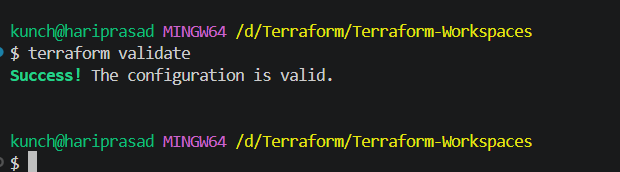 kunch@hariprasad MINGW64 /d/Terraform/Terraform-Workspaces
$ terraform validate
Success! The configuration is valid.
kunch@hariprasad MINGW64 /d/Terraform/Terraform-Workspaces
$